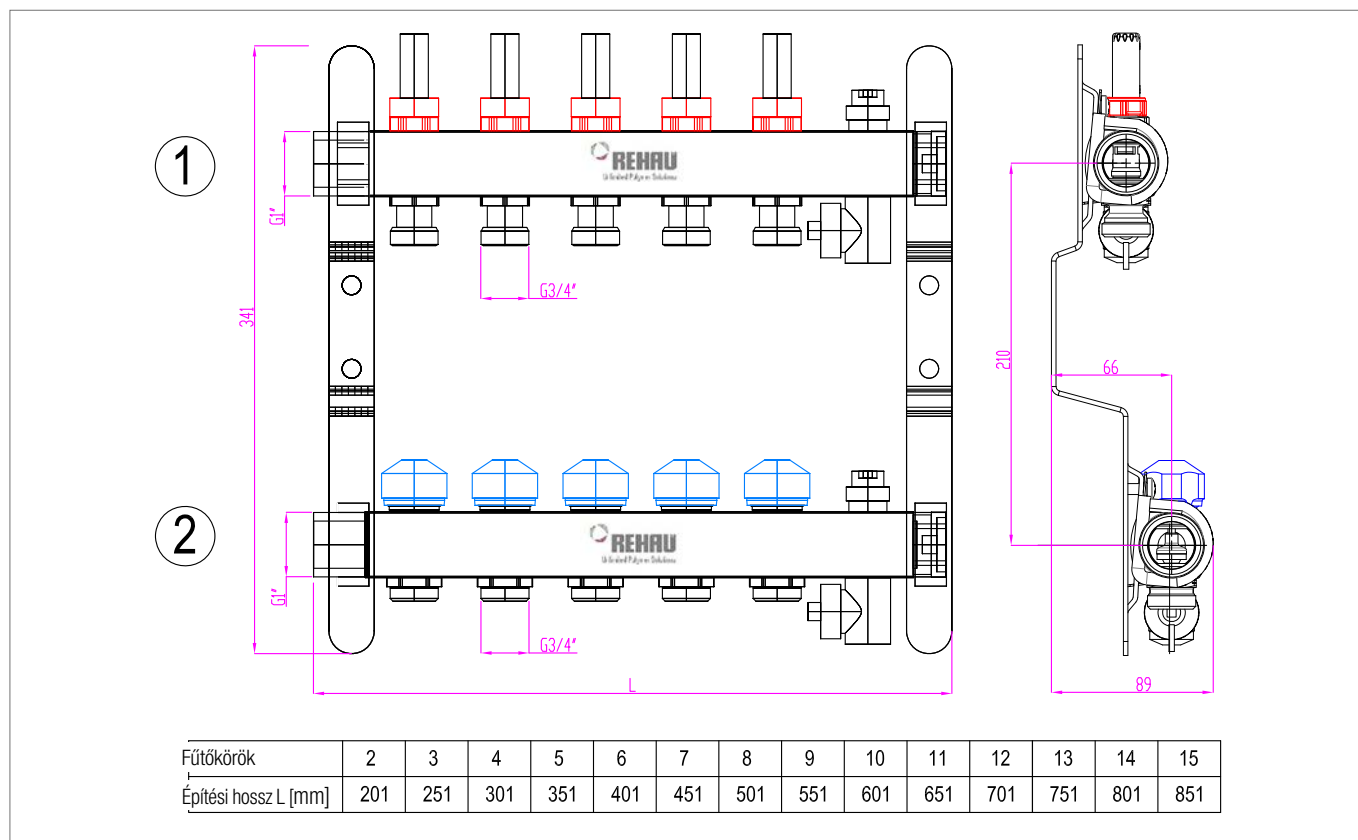 1
REHAU
Unlimited Polymer Solutions
G1"
G3/4"
341
210
66
2
REHAU
Unlimited Polymer Solutions
G1"
G3/4"
L
89
Fűtőkörök 2 3 4 5 6 7 8 9 10 11 12 13 14 15
Építési hossz L [mm] 201 251 301 351 401 451 501 551 601 651 701 751 801 851